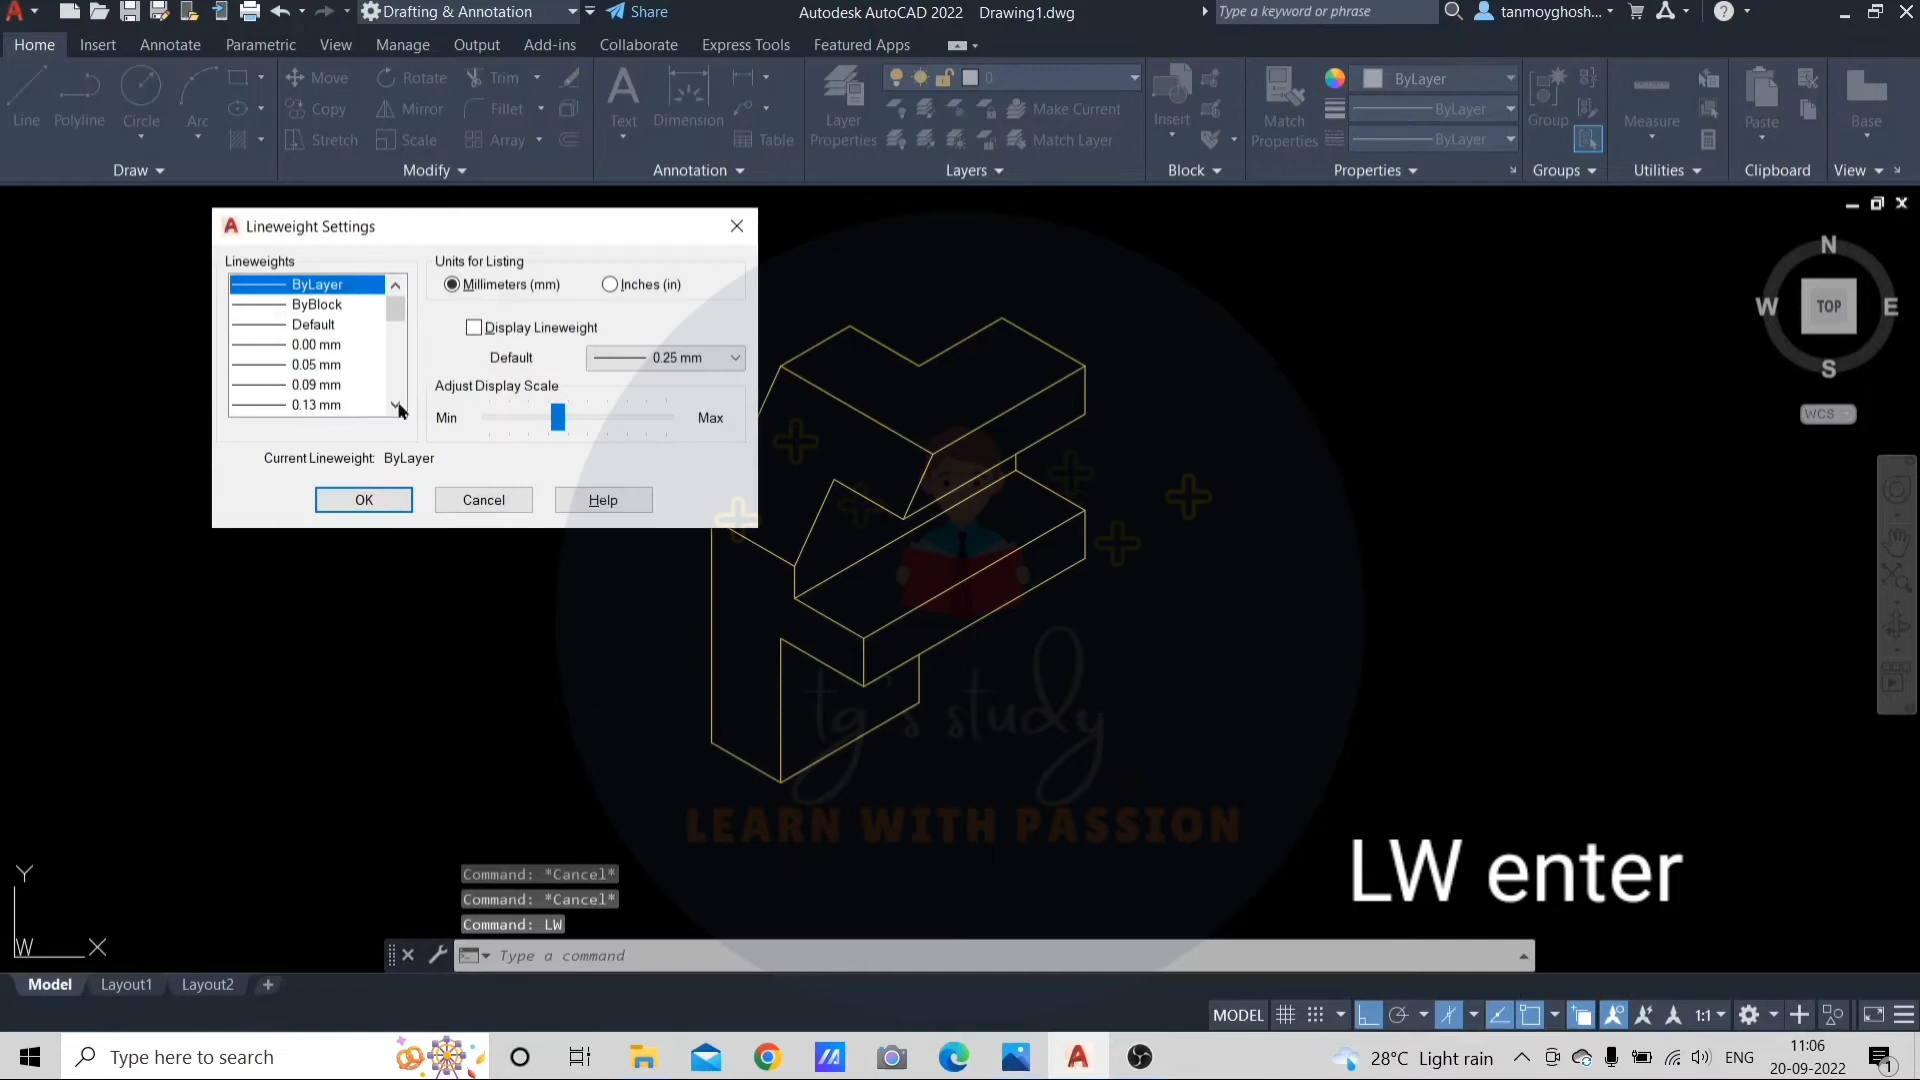 Drafting & Annotation
Share
Autodesk AutoCAD 2022 Drawing1.dwg
Type a keyword or phrase
tanmoyghosh...
Home Insert Annotate Parametric View Manage Output Add-ins Collaborate Express Tools Featured Apps
Line Polyline Circle Arc
Move Rotate Trim
Copy Mirror Fillet
Stretch Scale Array
Text Dimension Table
Layer Properties
0
Make Current
Match Layer
Insert
Match Properties
ByLayer
ByLayer
ByLayer
Group
Measure
Paste
Base
Draw Modify Annotation Layers Block Properties Groups Utilities Clipboard View
Lineweight Settings
Lineweights
ByLayer
ByBlock
Default
0.00 mm
0.05 mm
0.09 mm
0.13 mm
Units for Listing
Millimeters (mm) Inches (in)
Display Lineweight
Default 0.25 mm
Adjust Display Scale
Min Max
Current Lineweight: ByLayer
OK Cancel Help
N
W TOP E
S
WCS
tg's study
LEARN WITH PASSION
LW enter
Y
W X
Command: *Cancel*
Command: *Cancel*
Command: LW
Type a command
Model Layout1 Layout2 +
MODEL 1:1
Type here to search
28°C Light rain
ENG
11:06
20-09-2022
1